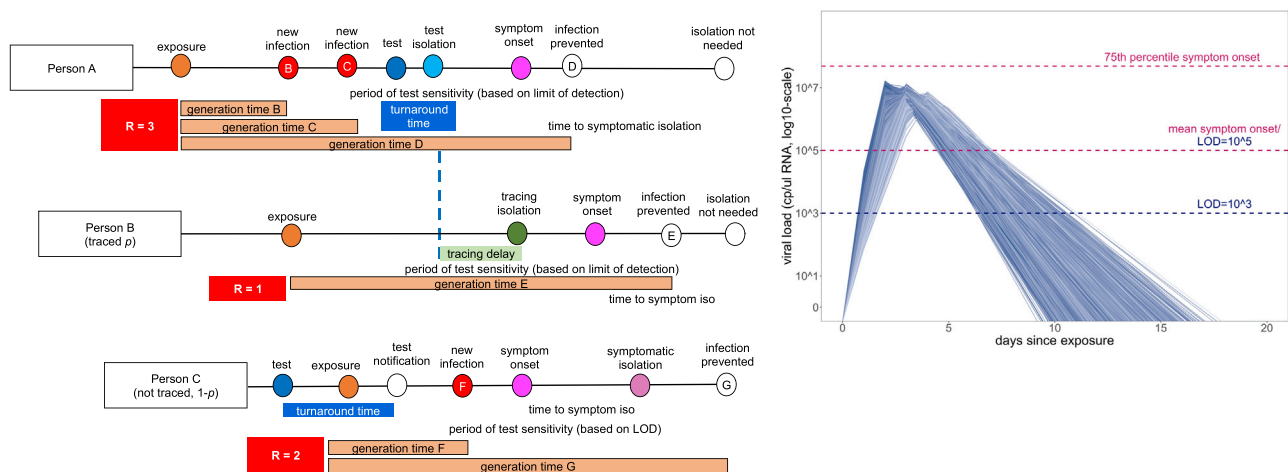 Person A
exposure
new
infection
B
new
infection
C
test
test
isolation
symptom
onset
infection
prevented
D
isolation not
needed
period of test sensitivity (based on limit of detection)
R = 3
generation time B
generation time C
generation time D
turnaround
time
time to symptomatic isolation
Person B
(traced p)
exposure
tracing
isolation
symptom
onset
infection
prevented
E
isolation
not needed
tracing delay
period of test sensitivity (based on limit of detection)
R = 1
generation time E
time to symptom iso
Person C
(not traced, 1-p)
test
exposure
test
notification
new
infection
F
symptom
onset
symptomatic
isolation
infection
prevented
G
turnaround time
time to symptom iso
period of test sensitivity (based on LOD)
R = 2
generation time F
generation time G
viral load (cp/ul RNA, log10-scale)
10^7
10^5
10^3
10^1
0
75th percentile symptom onset
mean symptom onset/
LOD=10^5
LOD=10^3
0
5
10
15
20
days since exposure